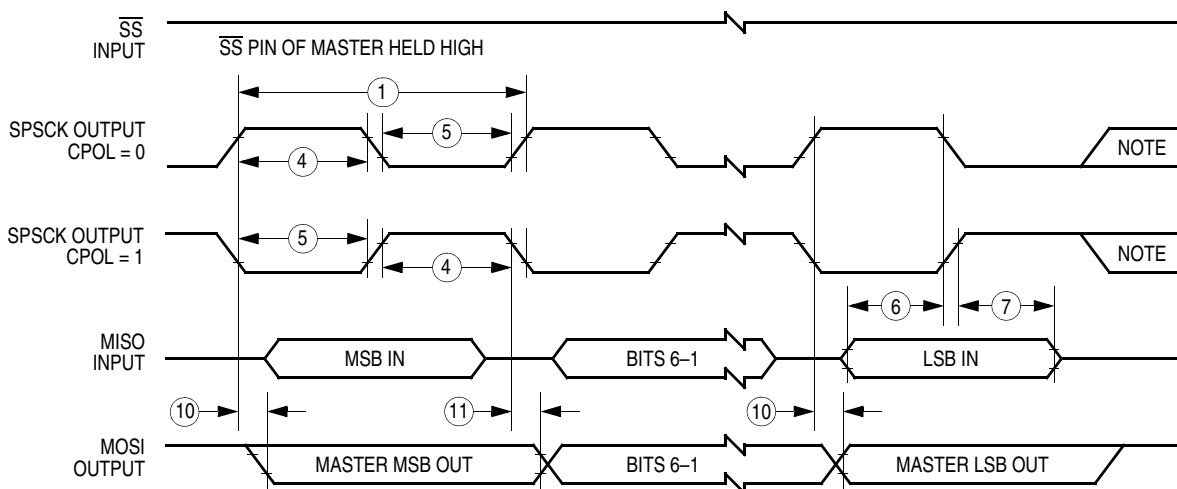 SS
INPUT
SS PIN OF MASTER HELD HIGH
1
SPSCK OUTPUT
CPOL = 0
5
4
NOTE
SPSCK OUTPUT
CPOL = 1
5
4
NOTE
6
7
MISO
INPUT
MSB IN
BITS 6–1
LSB IN
10
11
10
MOSI
OUTPUT
MASTER MSB OUT
BITS 6–1
MASTER LSB OUT